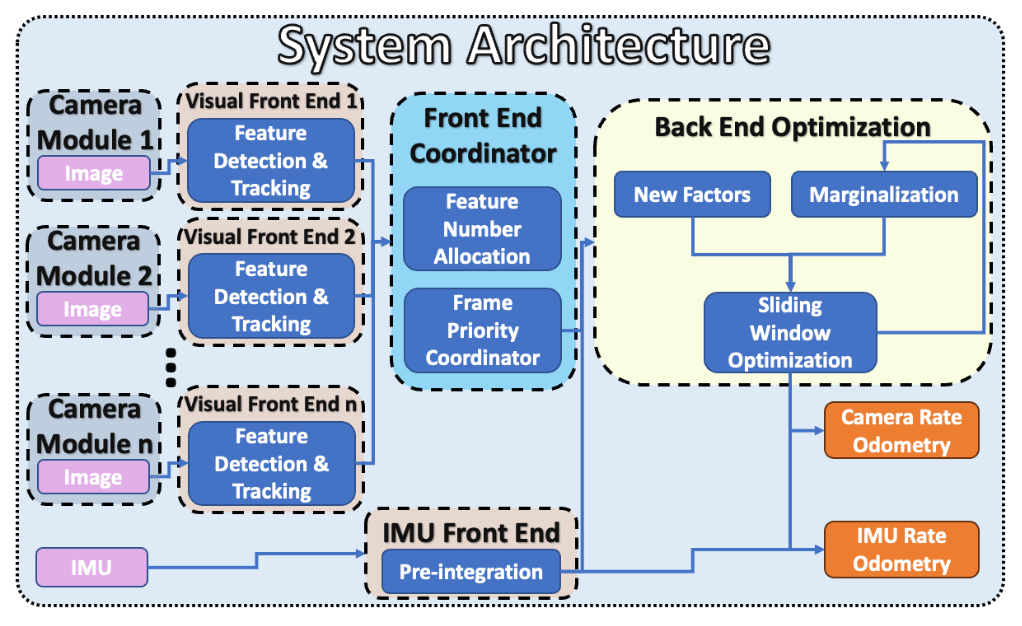 System Architecture
Camera
Module 1
Image
Visual Front End 1
Feature
Detection &
Tracking
Camera
Module 2
Image
Visual Front End 2
Feature
Detection &
Tracking
Camera
Module n
Image
Visual Front End n
Feature
Detection &
Tracking
IMU
IMU Front End
Pre-integration
Front End
Coordinator
Feature
Number
Allocation
Frame
Priority
Coordinator
Back End Optimization
New Factors
Marginalization
Sliding
Window
Optimization
Camera Rate
Odometry
IMU Rate
Odometry